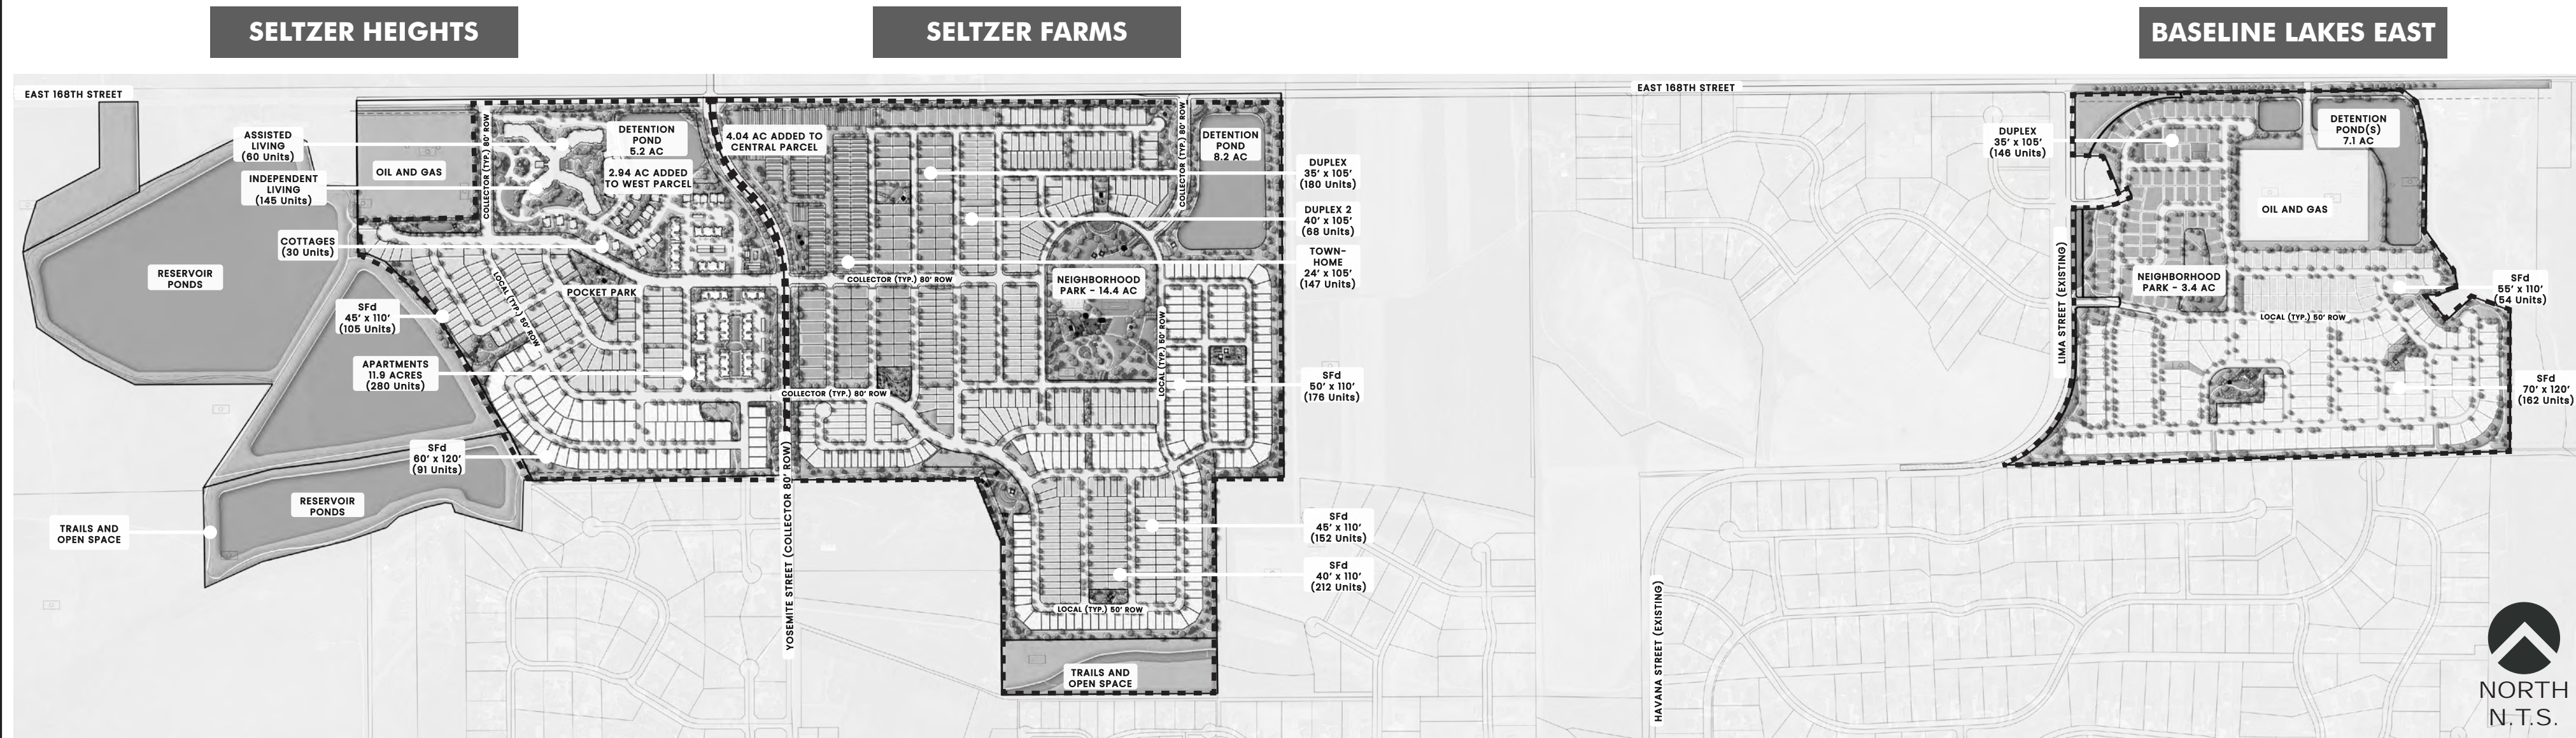 SELTZER HEIGHTS
SELTZER FARMS
BASELINE LAKES EAST
EAST 168TH STREET
ASSISTED
LIVING
(60 Units)
INDEPENDENT
LIVING
(145 Units)
COTTAGES
(30 Units)
OIL AND GAS
COLLECTOR (TYP.) 80' ROW
DETENTION
POND
5.2 AC
2.94 AC ADDED
TO WEST PARCEL
RESERVOIR
PONDS
SFd
45' x 110'
(105 Units)
LOCAL (TYP.) 50' ROW
POCKET PARK
APARTMENTS
11.9 ACRES
(280 Units)
SFd
60' x 120'
(91 Units)
RESERVOIR
PONDS
TRAILS AND
OPEN SPACE
YOSEMITE STREET (COLLECTOR 80' ROW)
4.04 AC ADDED TO
CENTRAL PARCEL
COLLECTOR (TYP.) 80' ROW
DETENTION
POND
8.2 AC
DUPLEX
35' x 105'
(180 Units)
DUPLEX 2
40' x 105'
(68 Units)
TOWN-
HOME
24' x 105'
(147 Units)
COLLECTOR (TYP.) 80' ROW
NEIGHBORHOOD
PARK - 14.4 AC
LOCAL (TYP.) 50' ROW
COLLECTOR (TYP.) 80' ROW
SFd
50' x 110'
(176 Units)
SFd
45' x 110'
(152 Units)
SFd
40' x 110'
(212 Units)
LOCAL (TYP.) 50' ROW
TRAILS AND
OPEN SPACE
EAST 168TH STREET
DUPLEX
35' x 105'
(146 Units)
DETENTION
POND(S)
7.1 AC
OIL AND GAS
LIMA STREET (EXISTING)
NEIGHBORHOOD
PARK - 3.4 AC
SFd
55' x 110'
(54 Units)
LOCAL (TYP.) 50' ROW
SFd
70' x 120'
(162 Units)
HAVANA STREET (EXISTING)
NORTH
N.T.S.